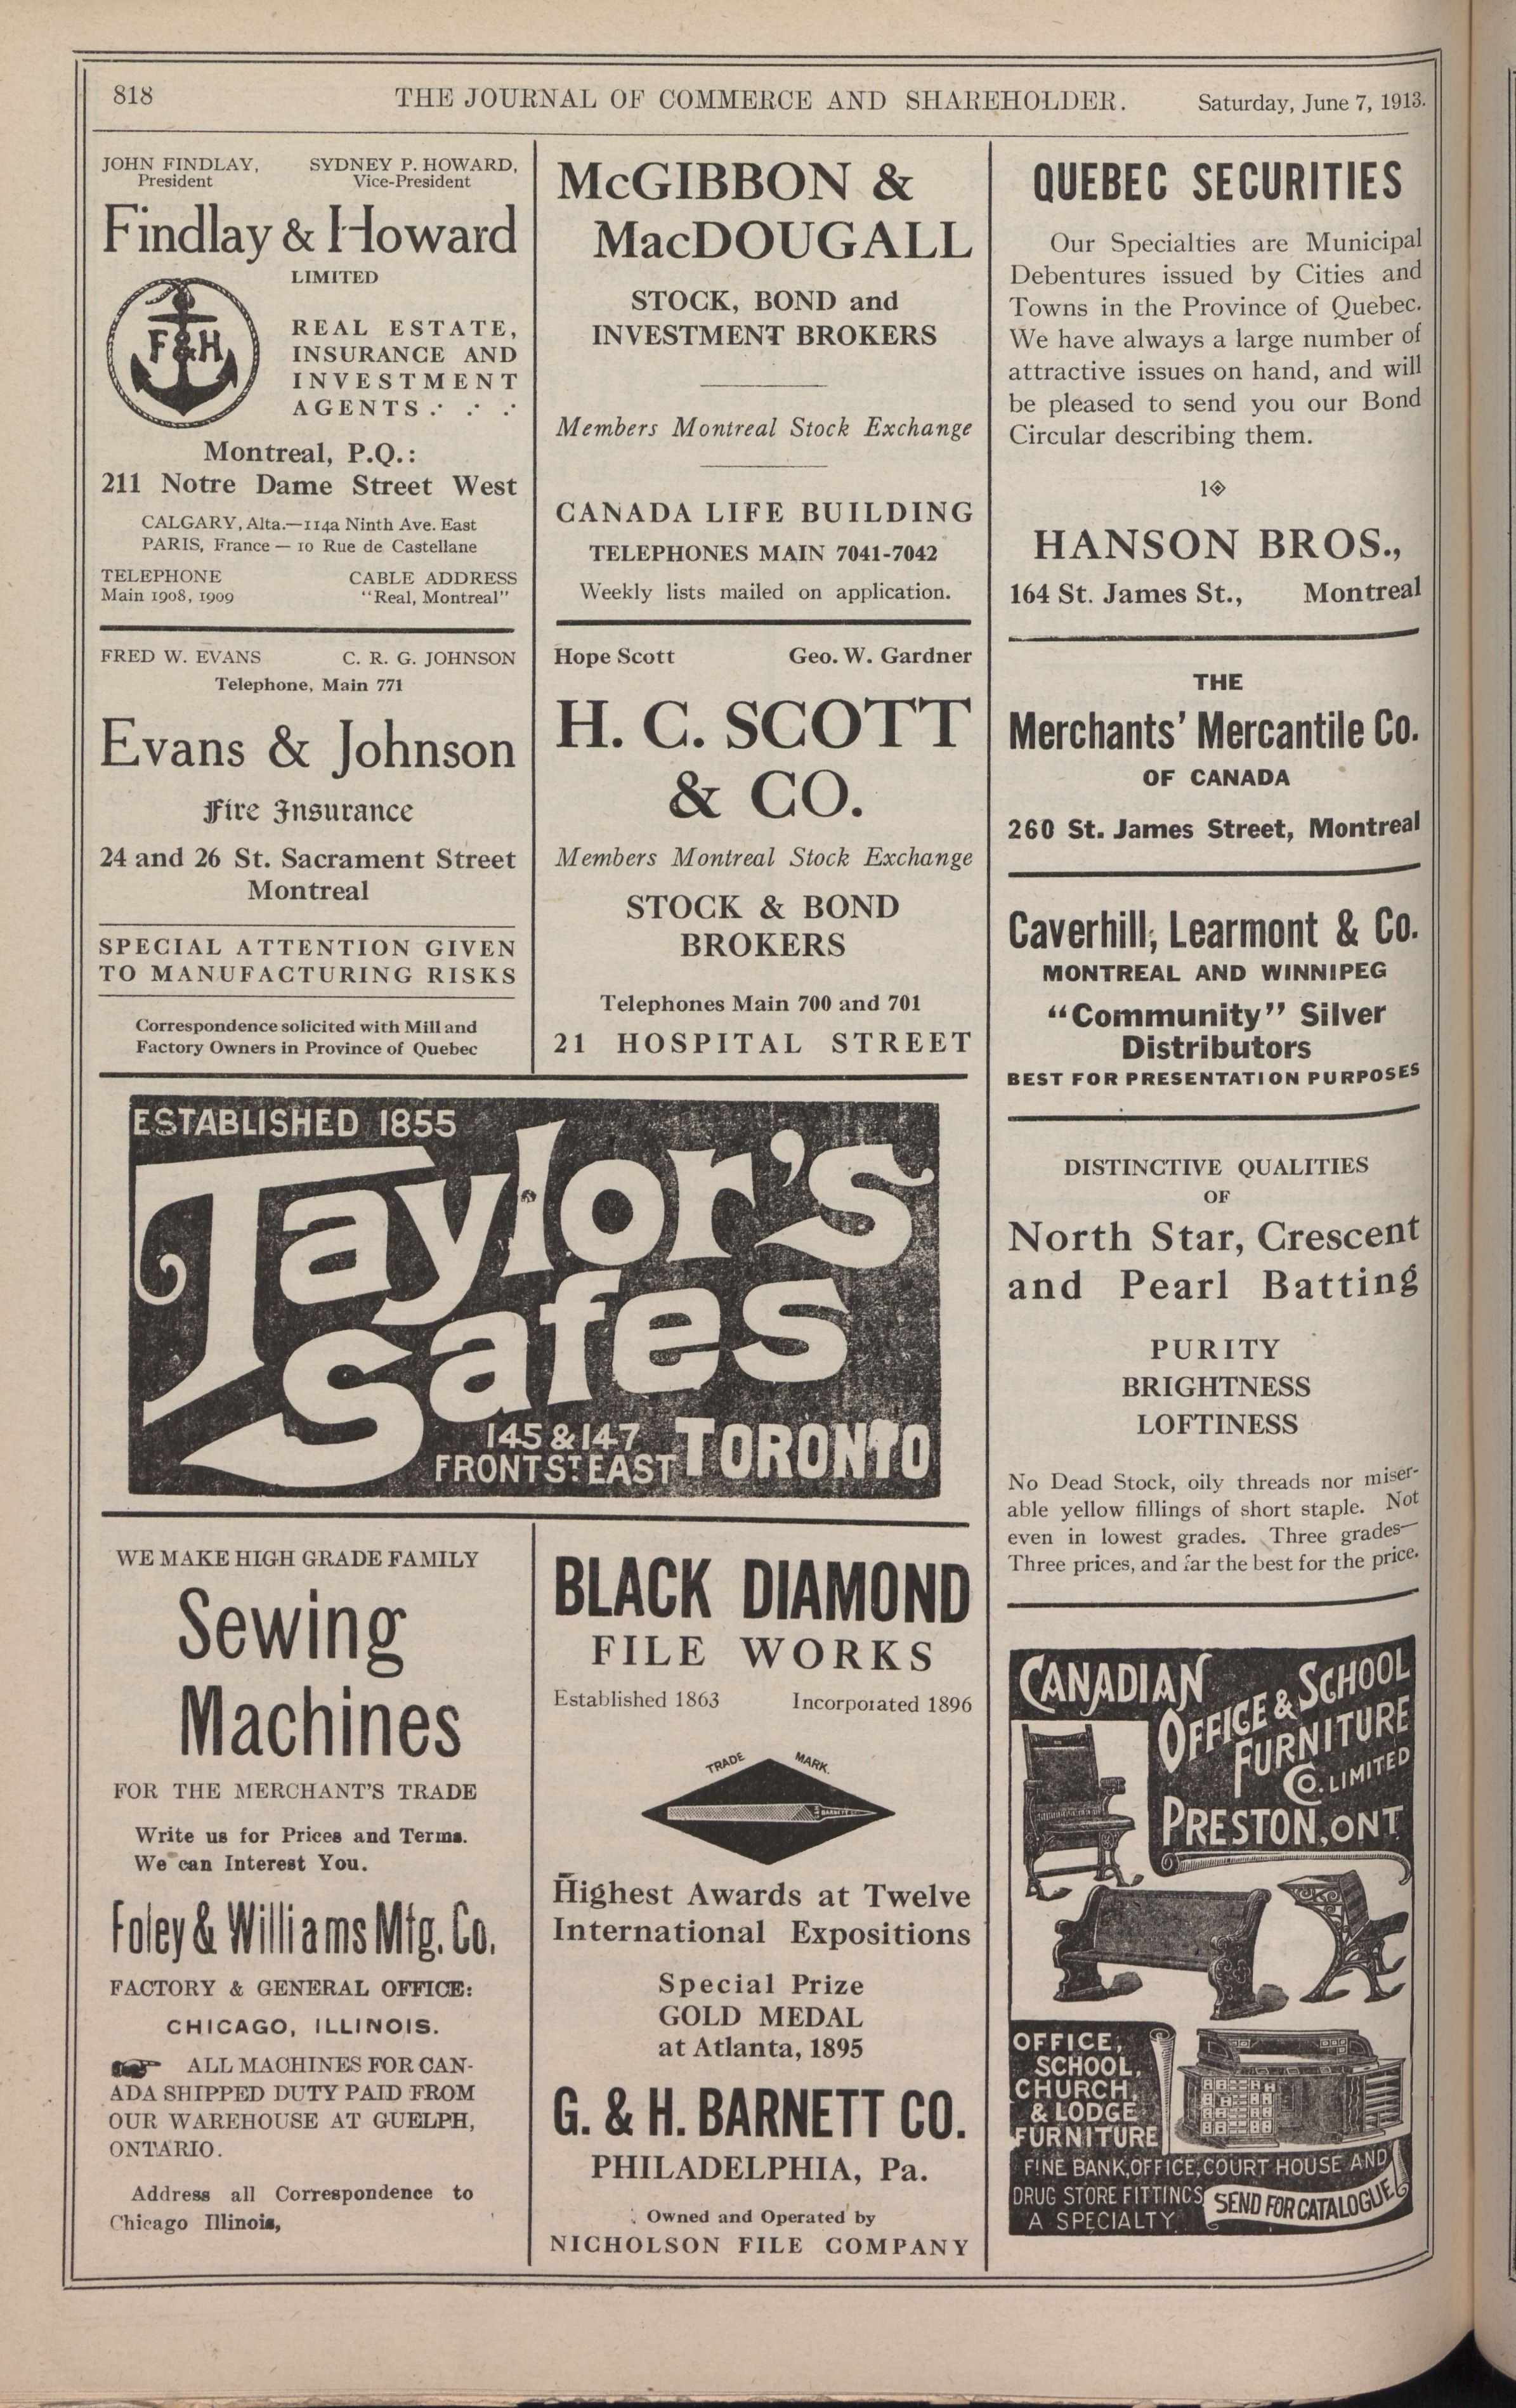 818
THE JOURNAL OF COMMERCE AND SHAREHOLDER.
Saturday, June 7, 1913.
JOHN FINDLAY, SYDNEY P. HOWARD,
President Vice-President
Findlay & Howard
LIMITED
F&H
REAL ESTATE,
INSURANCE AND
INVESTMENT
AGENTS
Montreal, P.Q.:
211 Notre Dame Street West
CALGARY, Alta.—114a Ninth Ave. East
PARIS, France — 10 Rue de Castellane
TELEPHONE CABLE ADDRESS
Main 1908, 1909 "Real, Montreal"
FRED W. EVANS C. R. G. JOHNSON
Telephone, Main 771
Evans & Johnson
Fire Insurance
24 and 26 St. Sacrament Street
Montreal
SPECIAL ATTENTION GIVEN
TO MANUFACTURING RISKS
Correspondence solicited with Mill and
Factory Owners in Province of Quebec
McGIBBON &
MacDOUGALL
STOCK, BOND and
INVESTMENT BROKERS
Members Montreal Stock Exchange
CANADA LIFE BUILDING
TELEPHONES MAIN 7041-7042
Weekly lists mailed on application.
Hope Scott Geo. W. Gardner
H. C. SCOTT
& CO.
Members Montreal Stock Exchange
STOCK & BOND
BROKERS
Telephones Main 700 and 701
21 HOSPITAL STREET
ESTABLISHED 1855
Taylor's
Safes
145 & 147
FRONT ST. EAST
TORONTO
WE MAKE HIGH GRADE FAMILY
Sewing
Machines
FOR THE MERCHANT'S TRADE
Write us for Prices and Terms.
We can Interest You.
Foley & Williams Mfg. Co.
FACTORY & GENERAL OFFICE:
CHICAGO, ILLINOIS.
ALL MACHINES FOR CAN-
ADA SHIPPED DUTY PAID FROM
OUR WAREHOUSE AT GUELPH,
ONTARIO.
Address all Correspondence to
Chicago Illinois,
BLACK DIAMOND
FILE WORKS
Established 1863 Incorporated 1896
TRADE MARK.
BARNETT
Highest Awards at Twelve
International Expositions
Special Prize
GOLD MEDAL
at Atlanta, 1895
G. & H. BARNETT CO.
PHILADELPHIA, Pa.
Owned and Operated by
NICHOLSON FILE COMPANY
QUEBEC SECURITIES
Our Specialties are Municipal
Debentures issued by Cities and
Towns in the Province of Quebec.
We have always a large number of
attractive issues on hand, and will
be pleased to send you our Bond
Circular describing them.
HANSON BROS.,
164 St. James St., Montreal
THE
Merchants' Mercantile Co.
OF CANADA
260 St. James Street, Montreal
Caverhill, Learmont & Co.
MONTREAL AND WINNIPEG
"Community" Silver
Distributors
BEST FOR PRESENTATION PURPOSES
DISTINCTIVE QUALITIES
OF
North Star, Crescent
and Pearl Batting
PURITY
BRIGHTNESS
LOFTINESS
No Dead Stock, oily threads nor miser-
able yellow fillings of short staple. Not
even in lowest grades. Three grades—
Three prices, and far the best for the price.
CANADIAN
OFFICE & SCHOOL
FURNITURE
CO. LIMITED
PRESTON, ONT
OFFICE,
SCHOOL,
CHURCH,
& LODGE
FURNITURE
FINE BANK, OFFICE, COURT HOUSE AND
DRUG STORE FITTINGS
A SPECIALTY
SEND FOR CATALOGUE